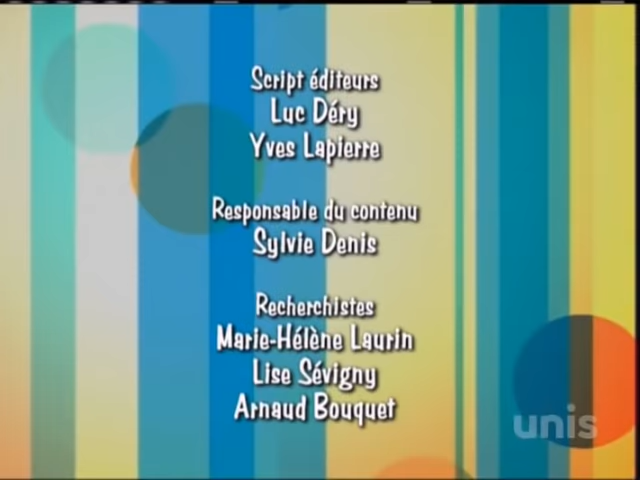 Script éditeurs
Luc Déry
Yves Lapierre
Responsable du contenu
Sylvie Denis
Recherchistes
Marie-Hélène Laurin
Lise Sévigny
Arnaud Bouquet
unis